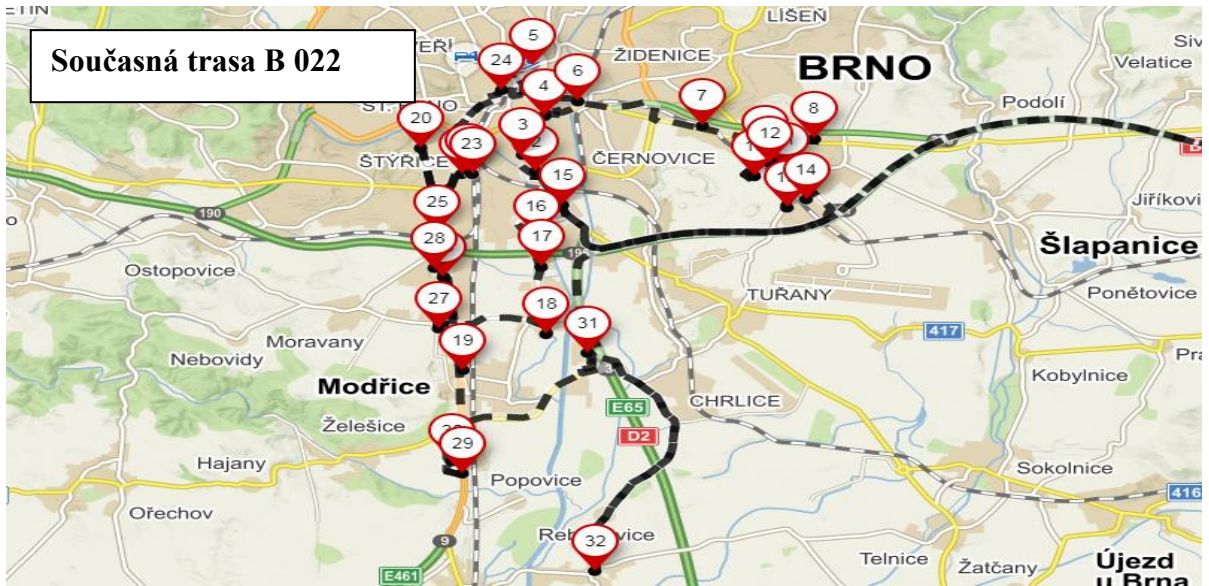 Současná trasa B 022
LÍŠEŇ
ŽIDENICE
BRNO
Velatice
Podolí
ŠTÝŘICE
ČERNOVICE
5
24
4
6
7
8
20
3
23
12
15
14
16
25
17
28
27
18
31
19
29
32
190
Jiříkovi
Šlapanice
Ponětovice
Ostopovice
TUŘANY
417
Moravany
Nebovidy
Kobylnice
Modřice
CHRLICE
E65
D2
Želešice
Hajany
Popovice
Sokolnice
416
Ořechov
9
E461
Telnice
Žatčany
Újezd
u Brna